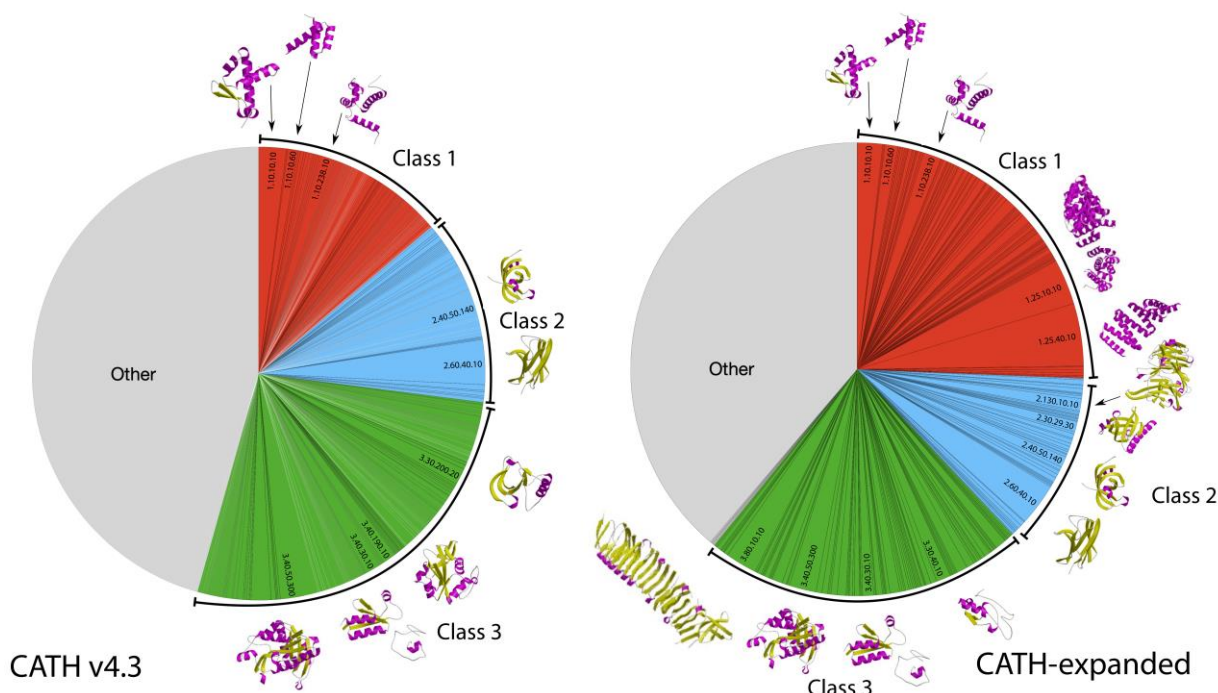 Class 1
1.10.10.10
1.10.10.60
1.10.238.10
Class 2
2.40.50.140
2.60.40.10
Other
3.30.200.20
3.40.190.10
3.40.30.10
3.40.50.300
Class 3
CATH v4.3
Class 1
1.10.10.10
1.10.10.60
1.10.238.10
1.25.10.10
1.25.40.10
Other
2.130.10.10
2.30.29.30
2.40.50.140
2.60.40.10
Class 2
3.80.10.10
3.40.50.300
3.40.30.10
3.30.40.10
Class 3
CATH-expanded